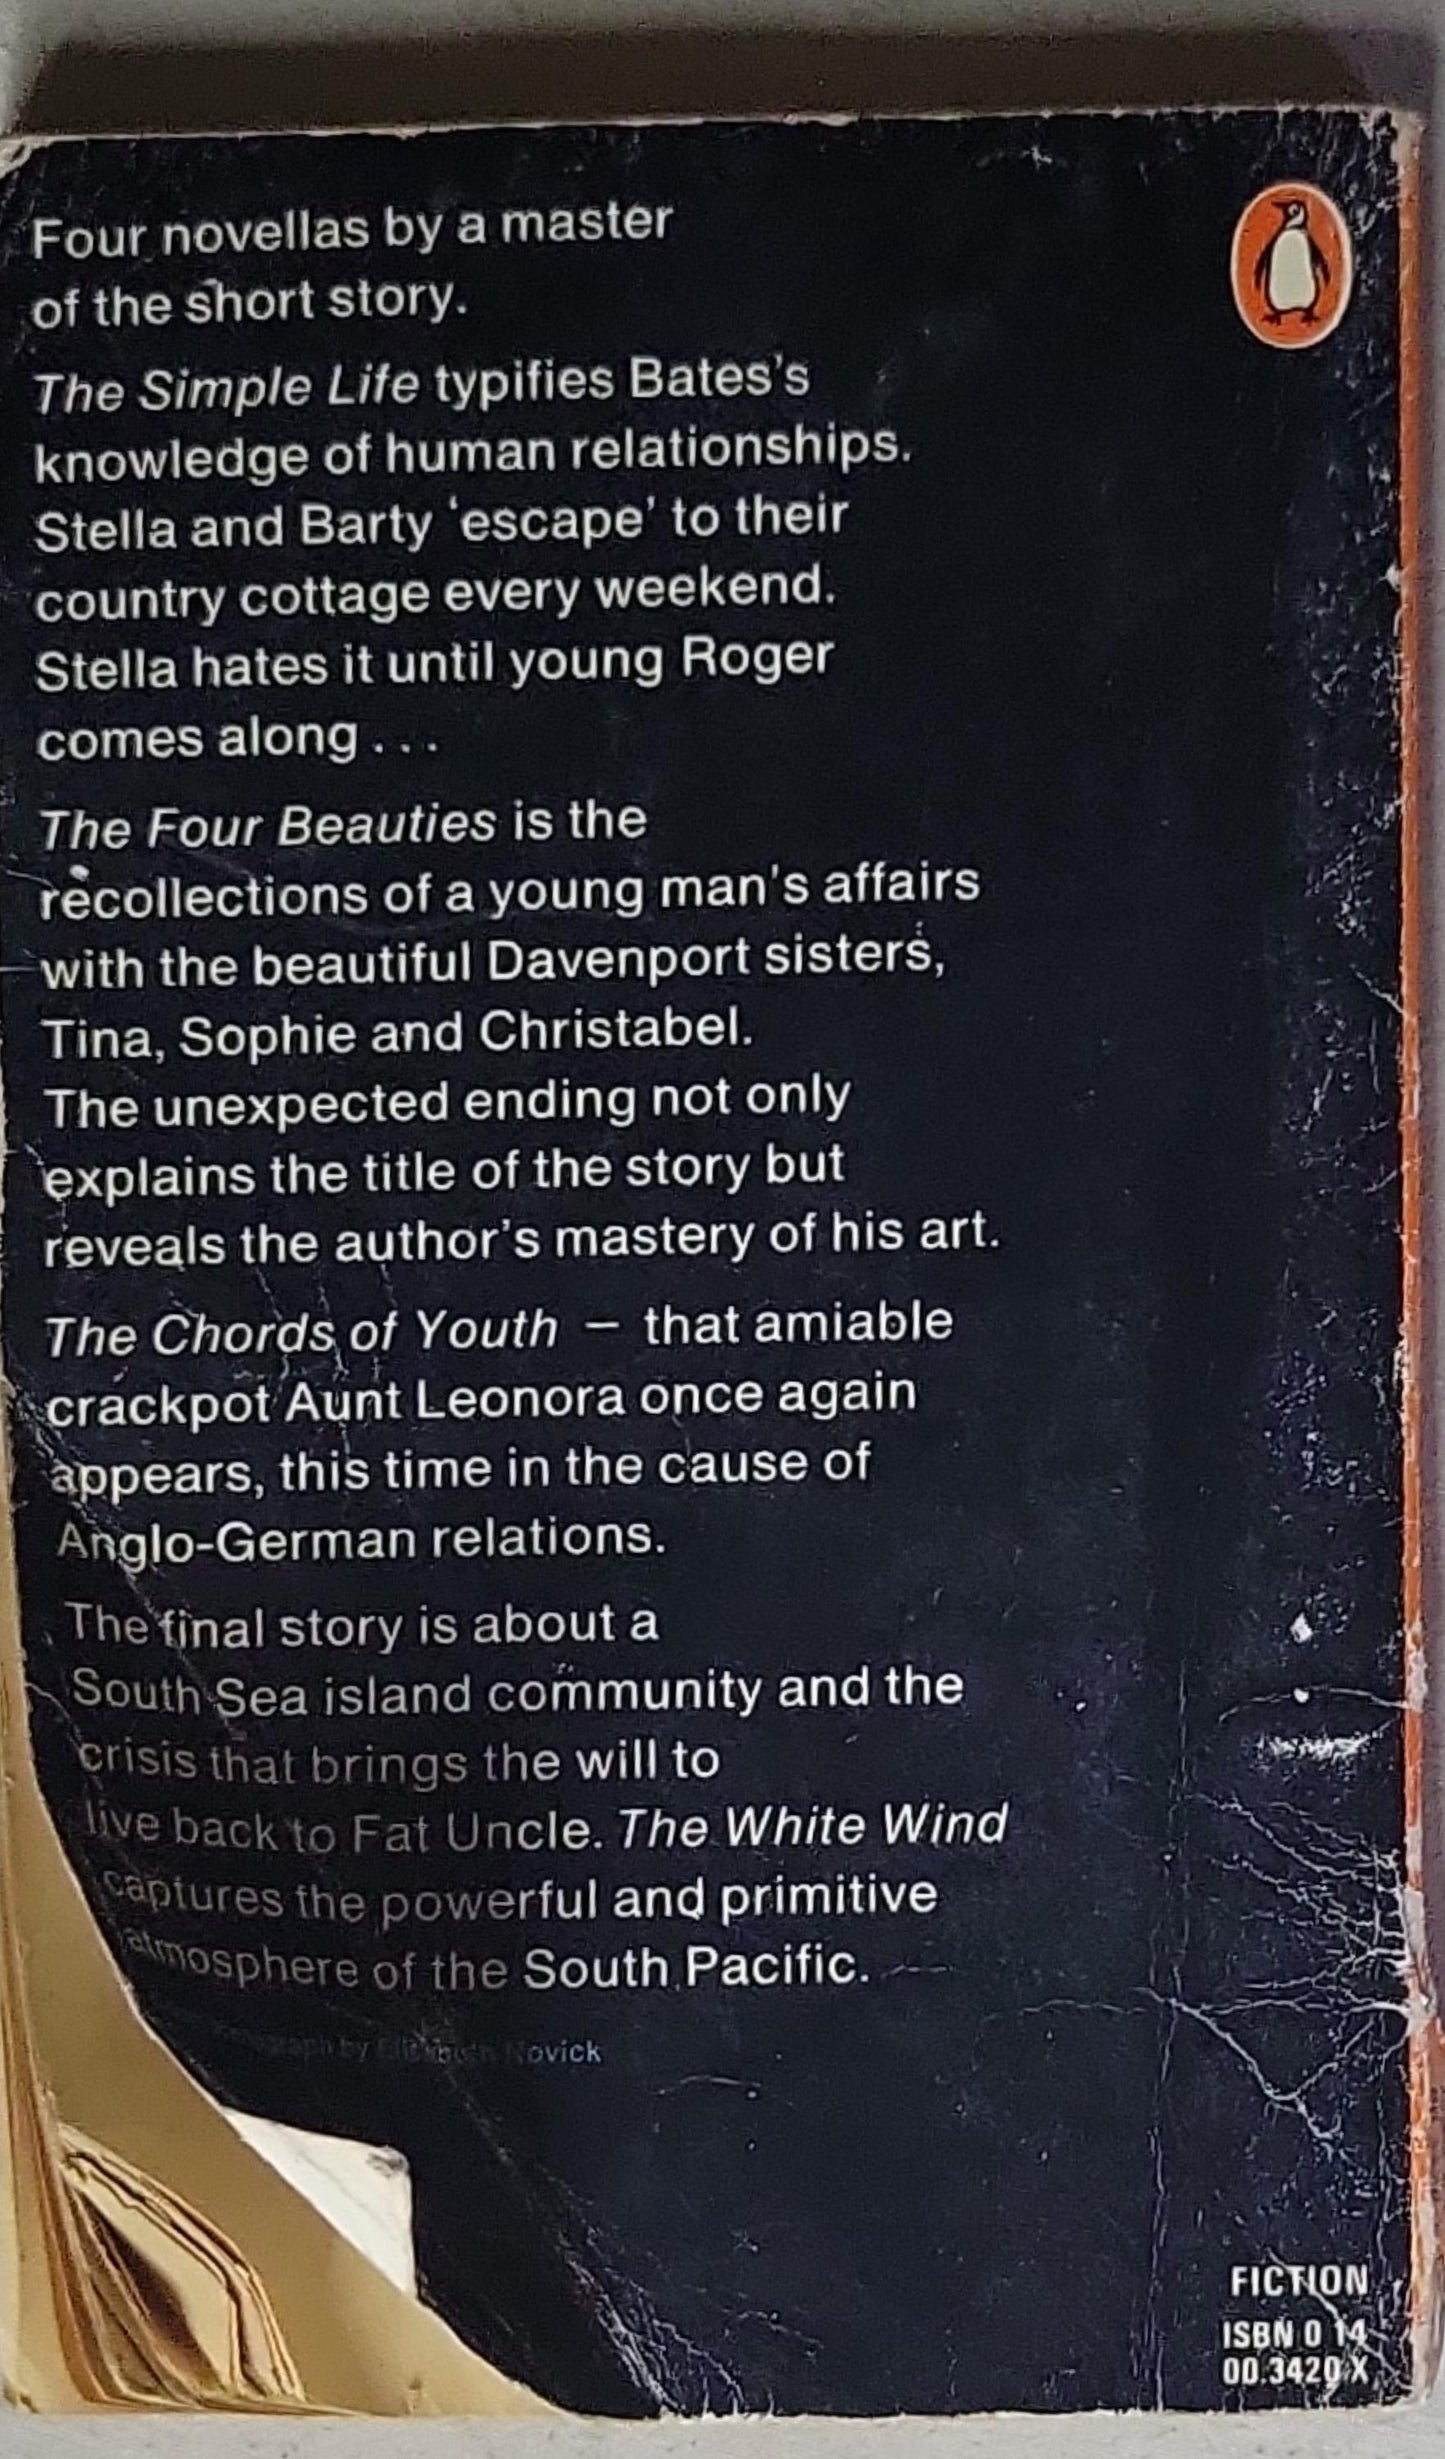 Four novellas by a master
of the short story.
The Simple Life typifies Bates's
knowledge of human relationships.
Stella and Barty ‘escape’ to their
country cottage every weekend.
Stella hates it until young Roger
comes along . . .
The Four Beauties is the
recollections of a young man's affairs
with the beautiful Davenport sisters,
Tina, Sophie and Christabel.
The unexpected ending not only
explains the title of the story but
reveals the author's mastery of his art.
The Chords of Youth – that amiable
crackpot Aunt Leonora once again
appears, this time in the cause of
Anglo-German relations.
The final story is about a
South Sea island community and the
crisis that brings the will to
live back to Fat Uncle. The White Wind
captures the powerful and primitive
atmosphere of the South Pacific.
by Novick
FICTION
ISBN 0 14
00.3420 X